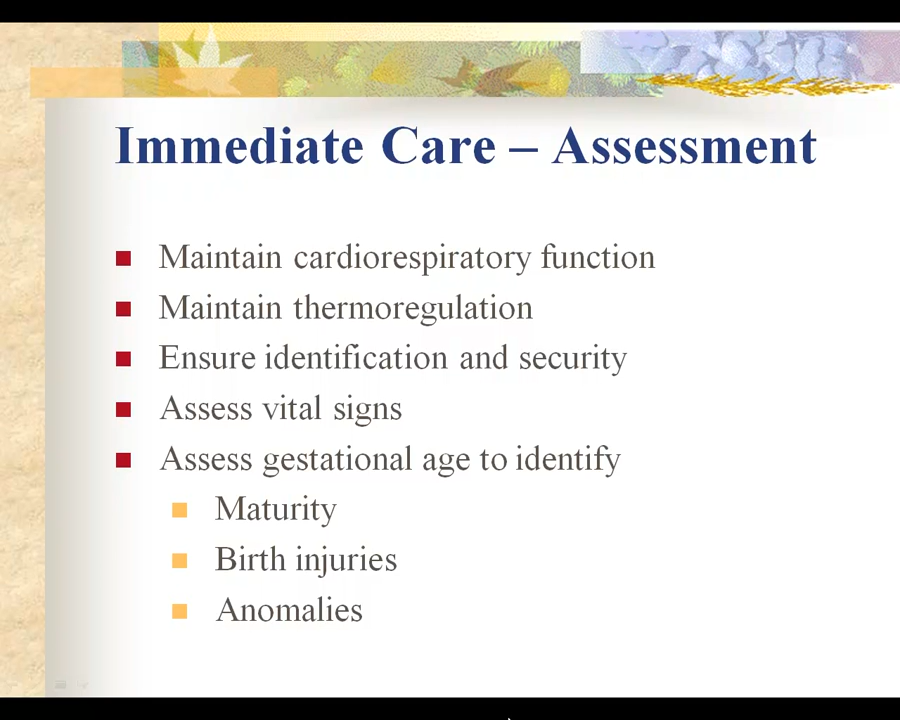 Immediate Care – Assessment
Maintain cardiorespiratory function
Maintain thermoregulation
Ensure identification and security
Assess vital signs
Assess gestational age to identify
Maturity
Birth injuries
Anomalies